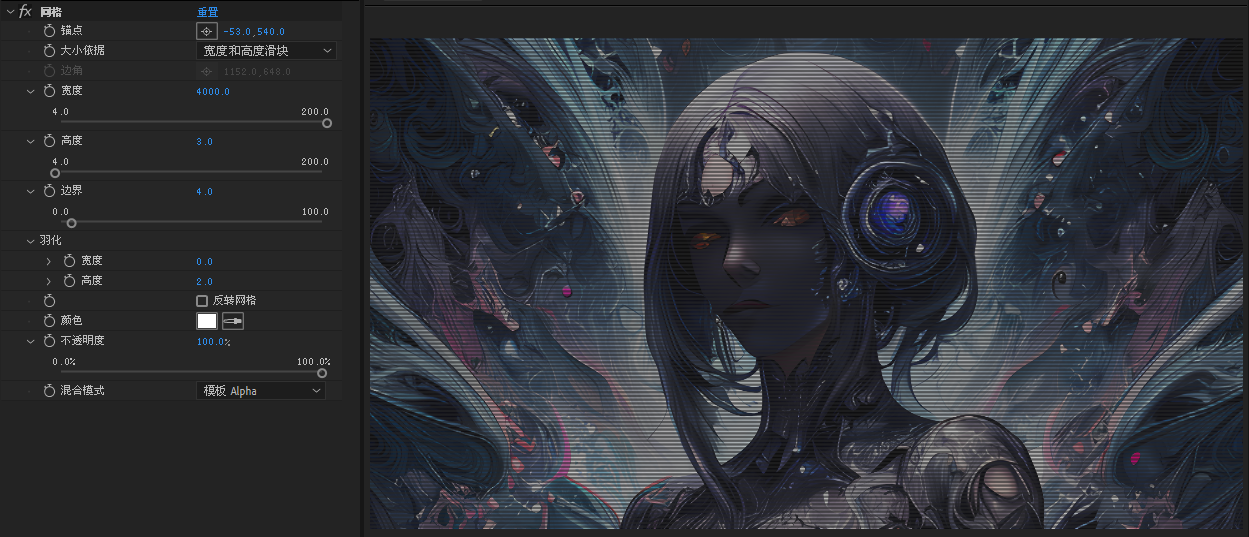 fx 网格 重置
锚点 -53.0,540.0
大小依据 宽度和高度滑块
边角 1152.0,648.0
宽度 4000.0
4.0 200.0
高度 3.0
4.0 200.0
边界 4.0
0.0 100.0
羽化
宽度 0.0
高度 2.0
反转网格
颜色
不透明度 100.0%
0.0% 100.0%
混合模式 模板 Alpha